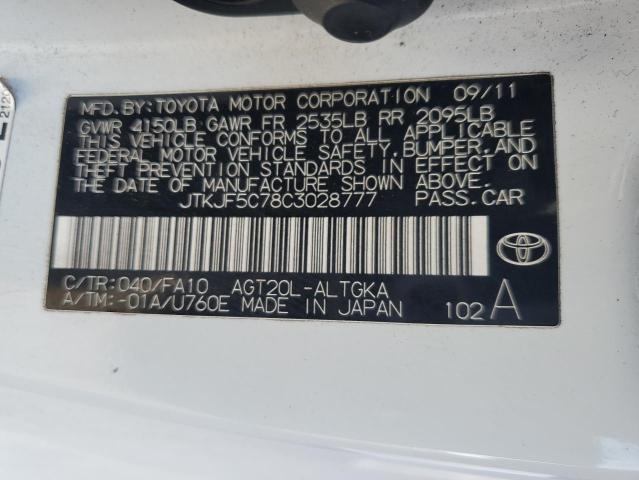 MFD. BY: TOYOTA MOTOR CORPORATION 09/11
GVWR 4150LB GAWR FR 2535LB RR 2095LB
THIS VEHICLE CONFORMS TO ALL APPLICABLE
FEDERAL MOTOR VEHICLE SAFETY, BUMPER, AND
THEFT PREVENTION STANDARDS IN EFFECT ON
THE DATE OF MANUFACTURE SHOWN ABOVE.
JTKJF5C78C3028777 PASS.CAR
C/TR:040/FA10 AGT20L-ALTGKA
A/TM:-01A/U760E MADE IN JAPAN 102 A